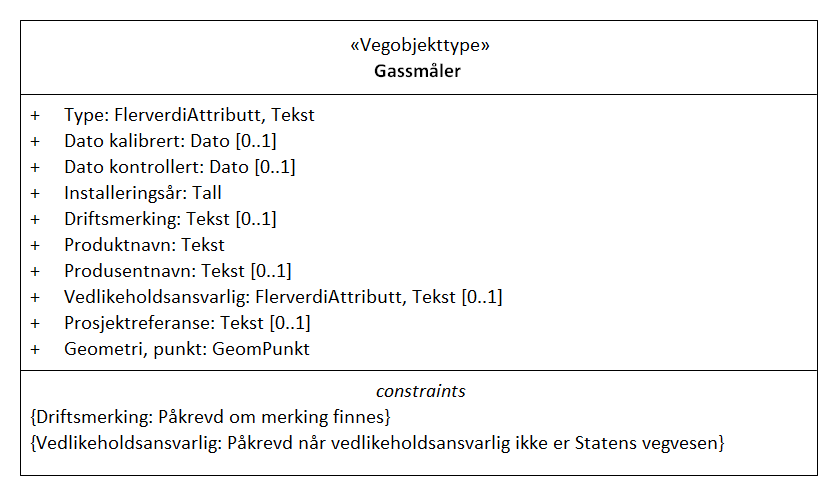 «Vegobjekttype»
Gassmåler
+ Type: FlerverdiAttributt, Tekst
+ Dato kalibrert: Dato [0..1]
+ Dato kontrollert: Dato [0..1]
+ Installeringsår: Tall
+ Driftsmerking: Tekst [0..1]
+ Produktnavn: Tekst
+ Produsentnavn: Tekst [0..1]
+ Vedlikeholdsansvarlig: FlerverdiAttributt, Tekst [0..1]
+ Prosjektreferanse: Tekst [0..1]
+ Geometri, punkt: GeomPunkt
constraints
{Driftsmerking: Påkrevd om merking finnes}
{Vedlikeholdsansvarlig: Påkrevd når vedlikeholdsansvarlig ikke er Statens vegvesen}